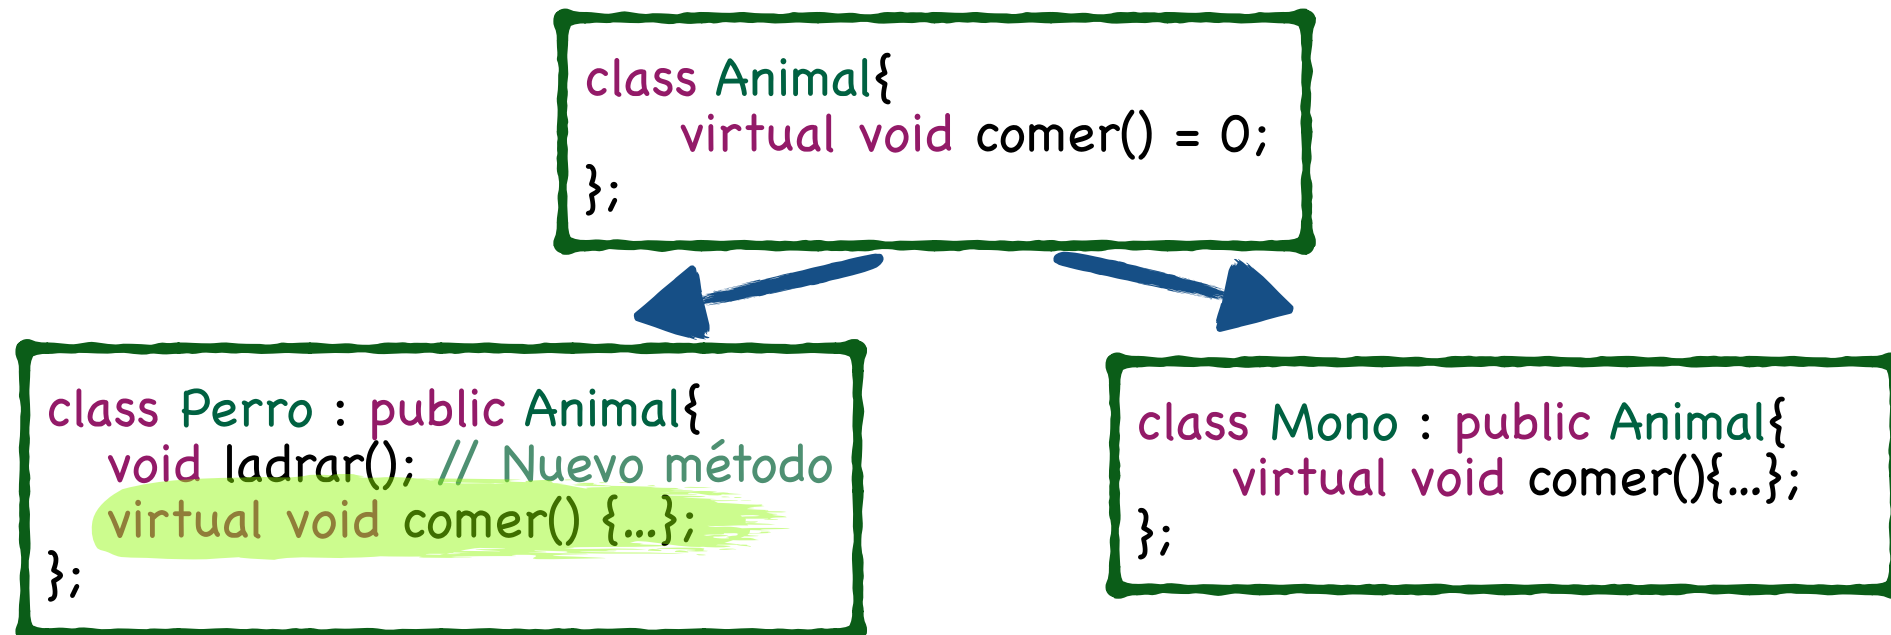 class Animal{
virtual void comer() = 0;
};
class Perro : public Animal{
void ladrar(); // Nuevo método
virtual void comer() {...};
};
class Mono : public Animal{
virtual void comer(){...};
};